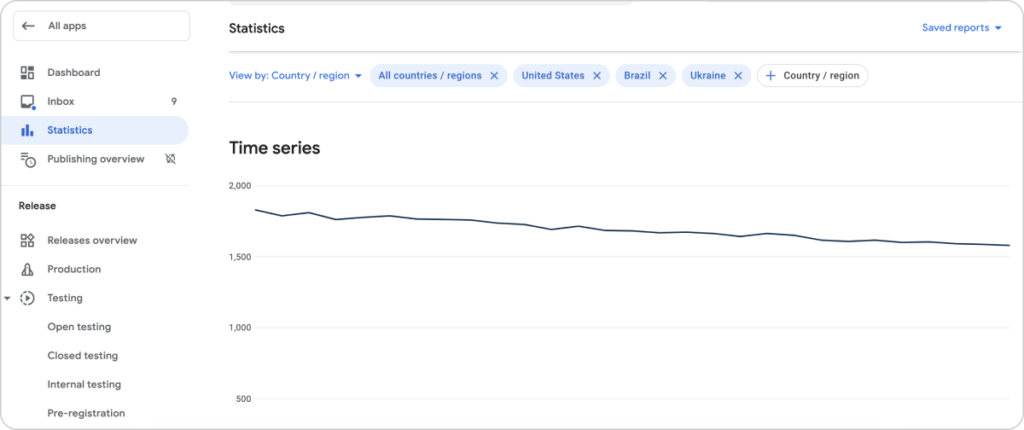 All apps
Dashboard
Inbox 9
Statistics
Publishing overview
Release
Releases overview
Production
Testing
Open testing
Closed testing
Internal testing
Pre-registration
Statistics
Saved reports
View by: Country / region All countries / regions United States Brazil Ukraine + Country / region
Time series
2,000
1,500
1,000
500